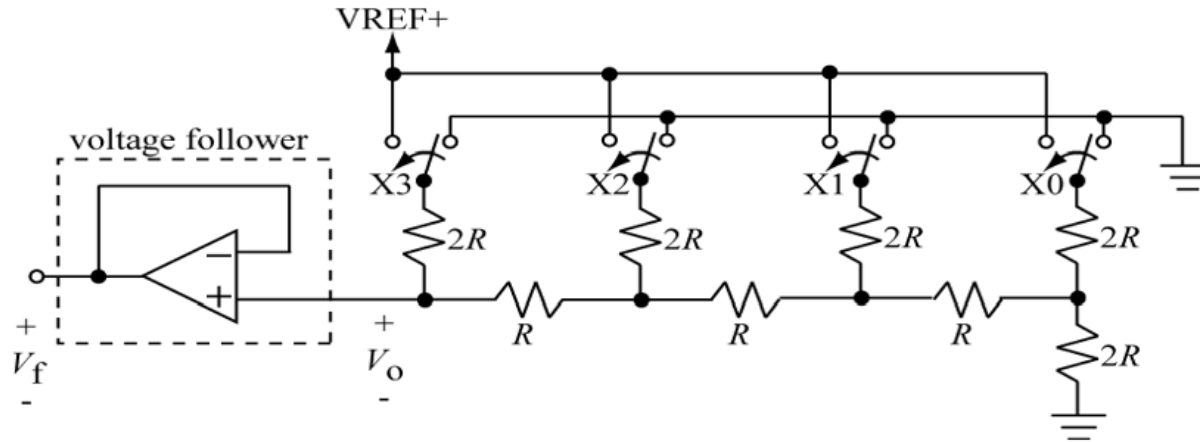 VREF+
voltage follower
X3
X2
X1
X0
2R
2R
2R
2R
−
+
+
Vf
-
+
Vo
-
R
R
R
2R